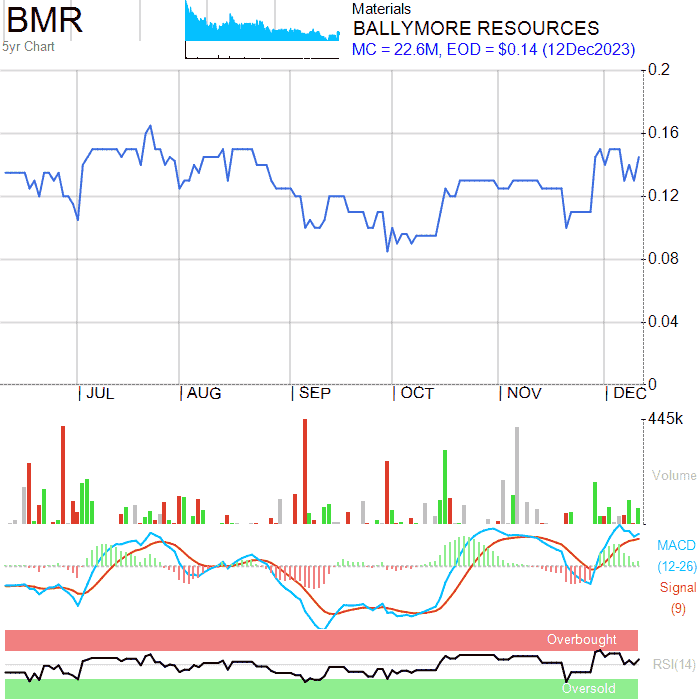 BMR
5yr Chart
Materials
BALLYMORE RESOURCES
MC = 22.6M, EOD = $0.14 (12Dec2023)
0.2
0.16
0.12
0.08
0.04
0
JUL AUG SEP OCT NOV DEC
445k
Volume
MACD
(12-26)
Signal
(9)
Overbought
RSI(14)
Oversold